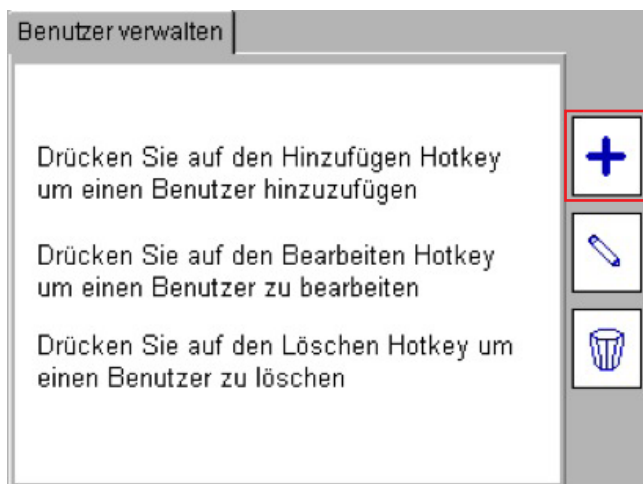 Benutzer verwalten
Drücken Sie auf den Hinzufügen Hotkey
um einen Benutzer hinzuzufügen
Drücken Sie auf den Bearbeiten Hotkey
um einen Benutzer zu bearbeiten
Drücken Sie auf den Löschen Hotkey um
einen Benutzer zu löschen